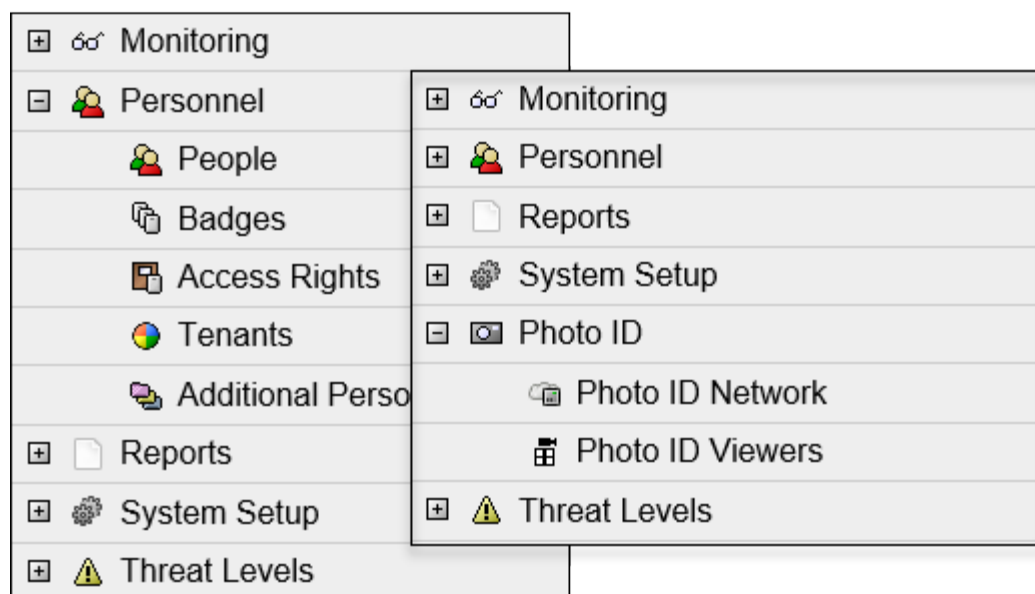 Monitoring
Personnel
People
Badges
Access Rights
Tenants
Additional
Reports
System Setup
Threat Levels
Monitoring
Personnel
Reports
System Setup
Photo ID
Photo ID Network
Photo ID Viewers
Threat Levels